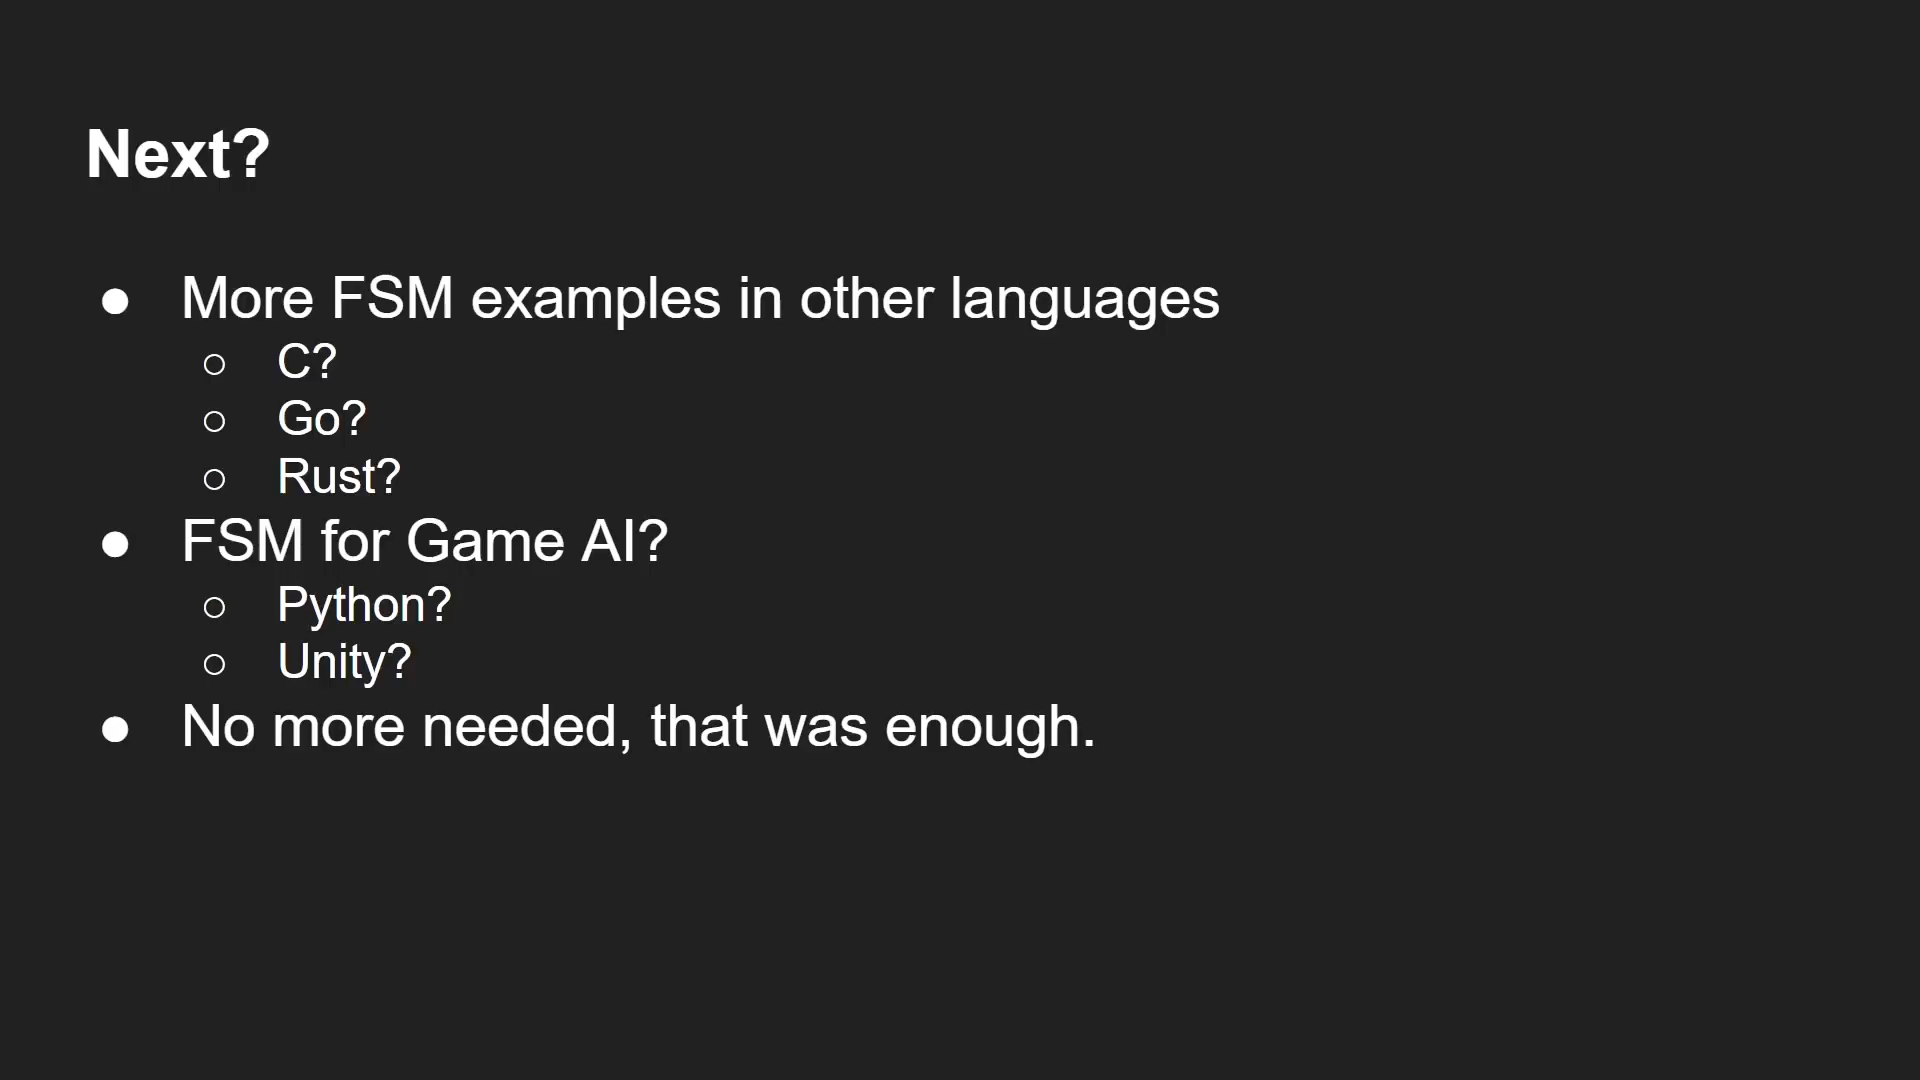 Next?
● More FSM examples in other languages
○ C?
○ Go?
○ Rust?
● FSM for Game AI?
○ Python?
○ Unity?
● No more needed, that was enough.